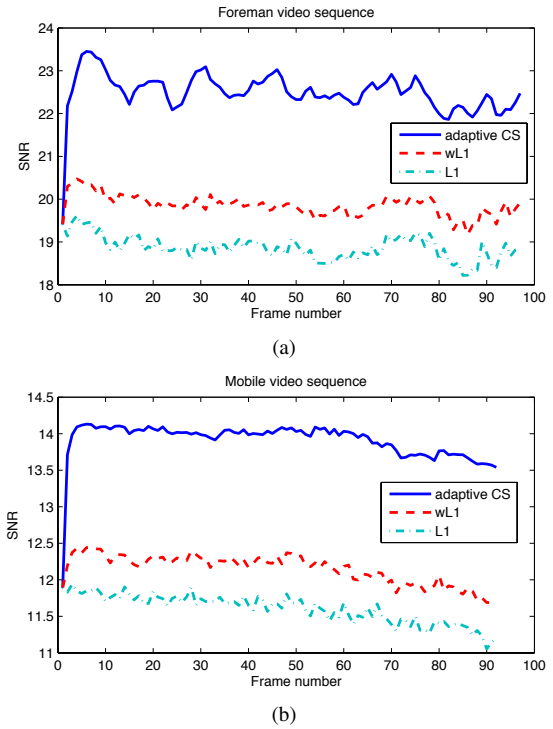 Foreman video sequence
24
23
22
21
20
19
18
SNR
adaptive CS
wL1
L1
0 10 20 30 40 50 60 70 80 90 100
Frame number
(a)
Mobile video sequence
14.5
14
13.5
13
12.5
12
11.5
11
SNR
adaptive CS
wL1
L1
0 10 20 30 40 50 60 70 80 90 100
Frame number
(b)